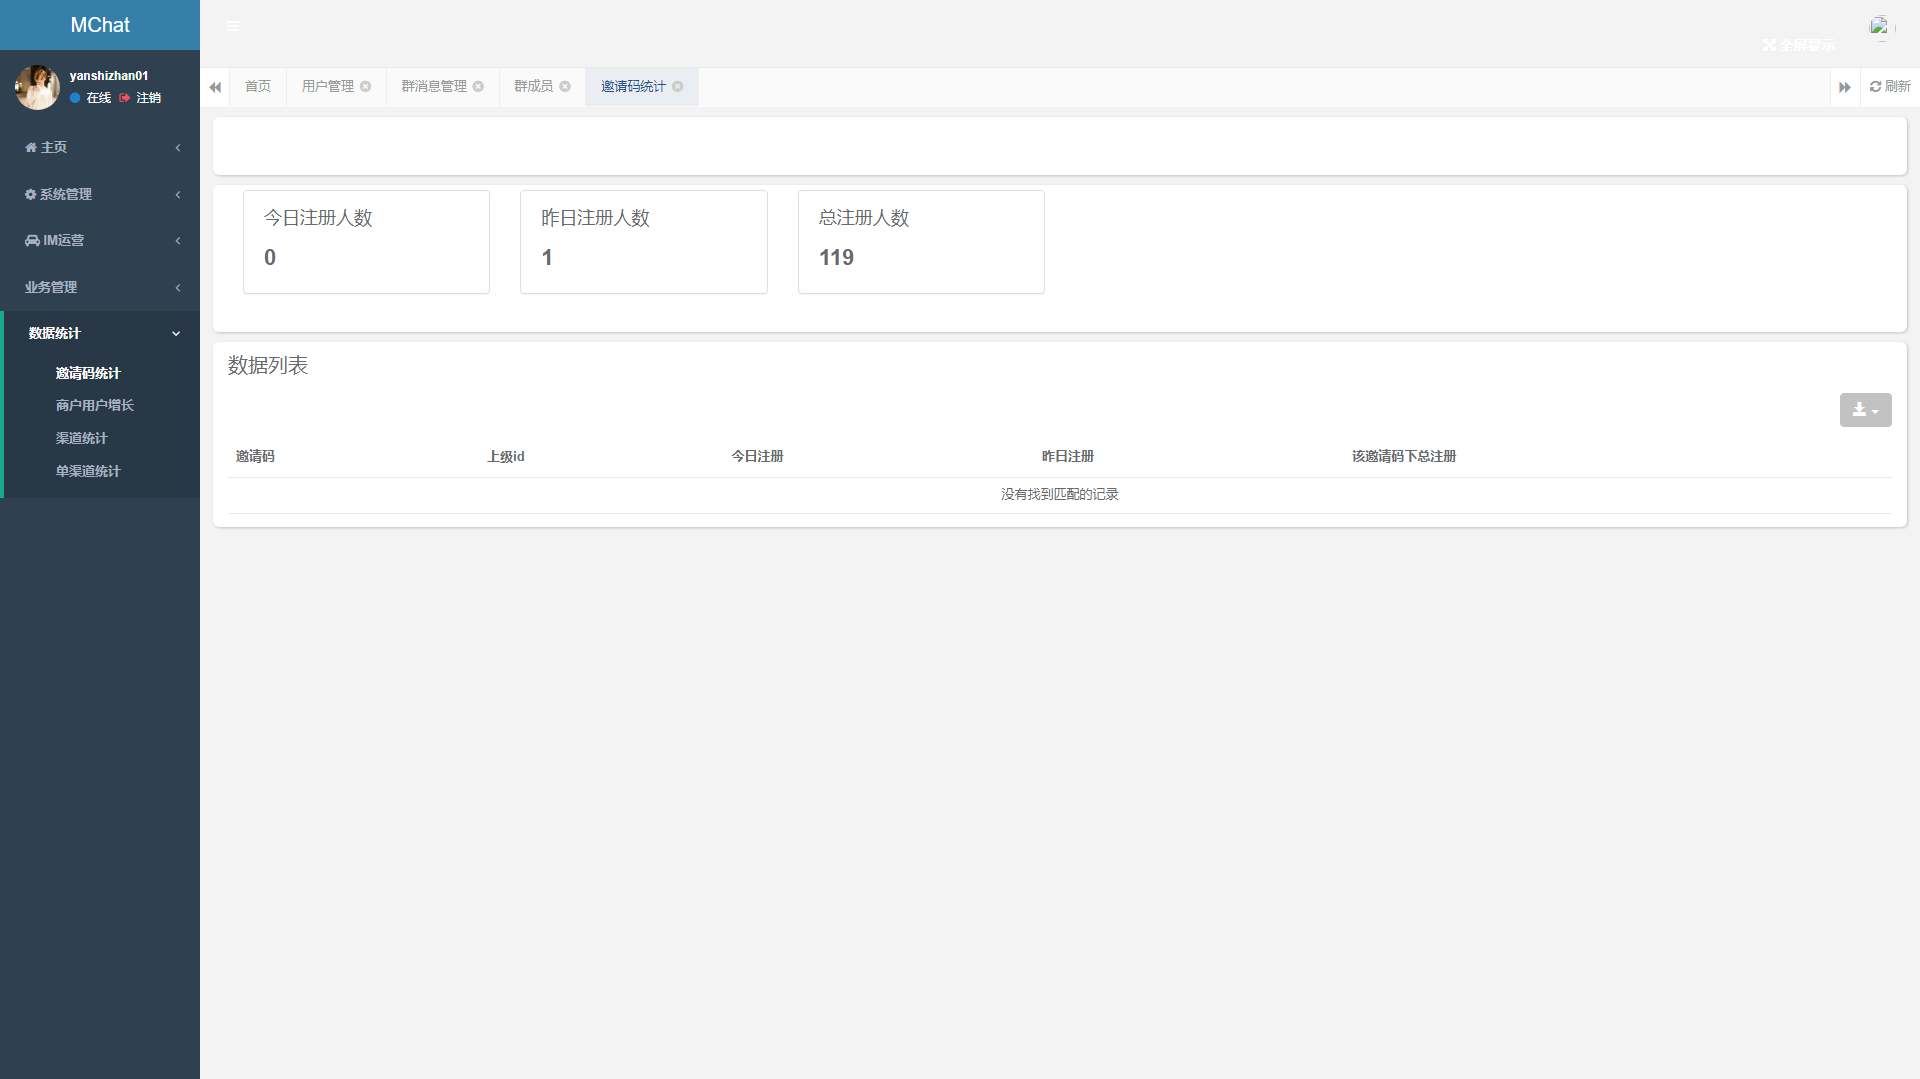 MChat
yanshizhan01
在线 注销
主页
系统管理
IM运营
业务管理
数据统计
邀请码统计
商户用户增长
渠道统计
单渠道统计
全屏显示
首页 用户管理 群消息管理 群成员 邀请码统计 刷新
今日注册人数 昨日注册人数 总注册人数
0 1 119
数据列表
邀请码 上级id 今日注册 昨日注册 该邀请码下总注册
没有找到匹配的记录